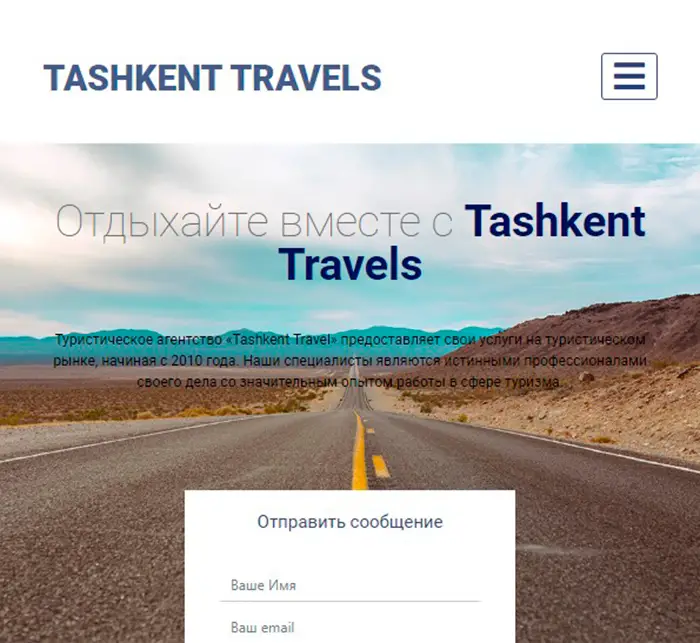 TASHKENT TRAVELS
Отдыхайте вместе с Tashkent
Travels
Туристическое агентство «Tashkent Travel» предоставляет свои услуги на туристическом
рынке, начиная с 2010 года. Наши специалисты являются истинными профессионалами
своего дела со значительным опытом работы в сфере туризма.
Отправить сообщение
Ваше Имя
Ваш email